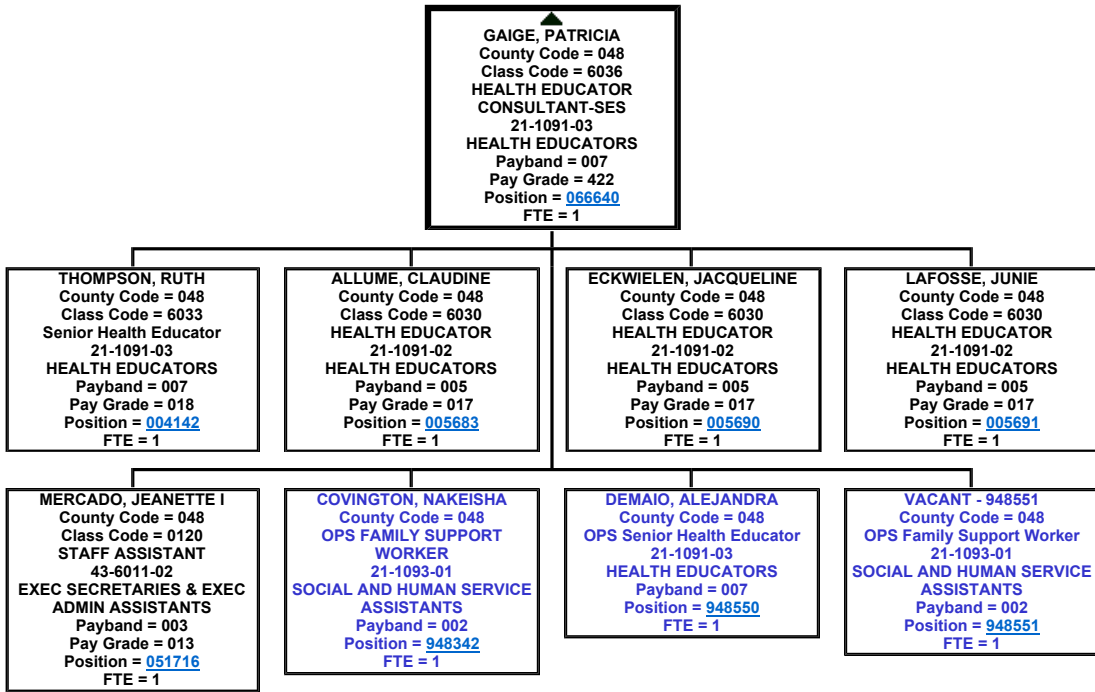 GAIGE, PATRICIA
County Code = 048
Class Code = 6036
HEALTH EDUCATOR
CONSULTANT-SES
21-1091-03
HEALTH EDUCATORS
Payband = 007
Pay Grade = 422
Position = 066640
FTE = 1
THOMPSON, RUTH
County Code = 048
Class Code = 6033
Senior Health Educator
21-1091-03
HEALTH EDUCATORS
Payband = 007
Pay Grade = 018
Position = 004142
FTE = 1
ALLUME, CLAUDINE
County Code = 048
Class Code = 6030
HEALTH EDUCATOR
21-1091-02
HEALTH EDUCATORS
Payband = 005
Pay Grade = 017
Position = 005683
FTE = 1
ECKWIELEN, JACQUELINE
County Code = 048
Class Code = 6030
HEALTH EDUCATOR
21-1091-02
HEALTH EDUCATORS
Payband = 005
Pay Grade = 017
Position = 005690
FTE = 1
LAFOSSE, JUNIE
County Code = 048
Class Code = 6030
HEALTH EDUCATOR
21-1091-02
HEALTH EDUCATORS
Payband = 005
Pay Grade = 017
Position = 005691
FTE = 1
MERCADO, JEANETTE I
County Code = 048
Class Code = 0120
STAFF ASSISTANT
43-6011-02
EXEC SECRETARIES & EXEC
ADMIN ASSISTANTS
Payband = 003
Pay Grade = 013
Position = 051716
FTE = 1
COVINGTON, NAKEISHA
County Code = 048
OPS FAMILY SUPPORT
WORKER
21-1093-01
SOCIAL AND HUMAN SERVICE
ASSISTANTS
Payband = 002
Position = 948342
FTE = 1
DEMAIO, ALEJANDRA
County Code = 048
OPS Senior Health Educator
21-1091-03
HEALTH EDUCATORS
Payband = 007
Position = 948550
FTE = 1
VACANT - 948551
County Code = 048
OPS Family Support Worker
21-1093-01
SOCIAL AND HUMAN SERVICE
ASSISTANTS
Payband = 002
Position = 948551
FTE = 1